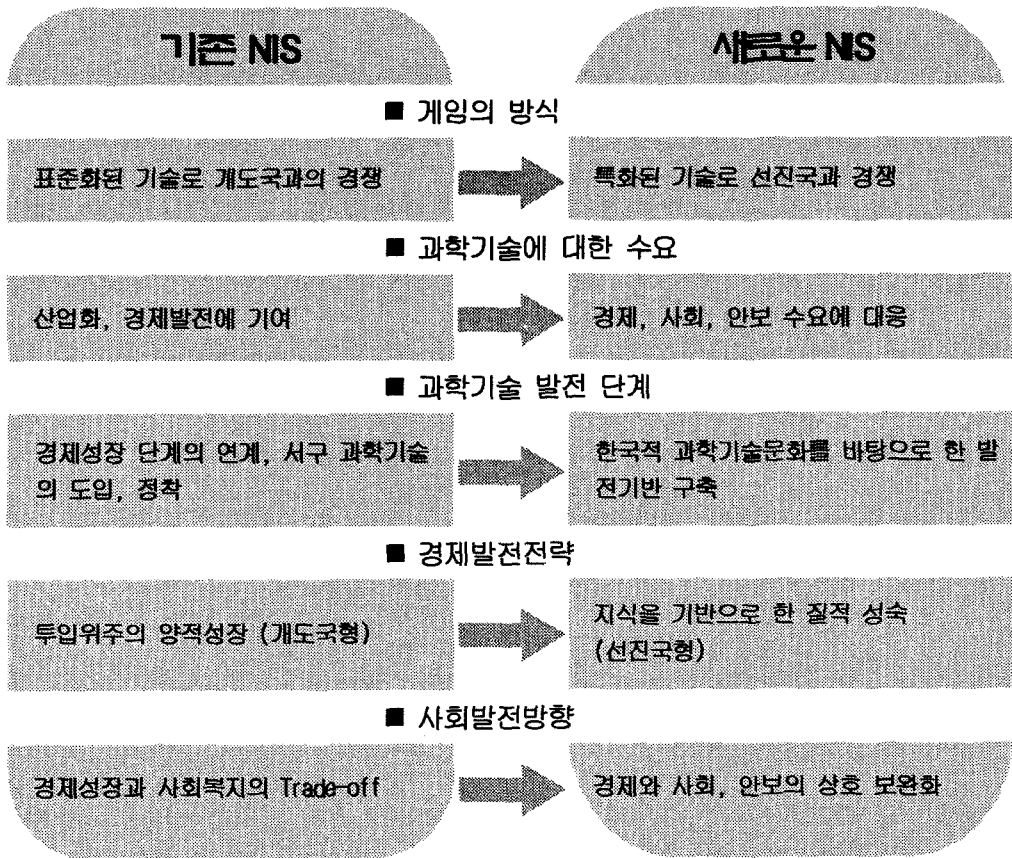 기존 NIS
새로운 NIS
■ 게임의 방식
표준화된 기술로 개도국과의 경쟁
특화된 기술로 선진국과 경쟁
■ 과학기술에 대한 수요
산업화, 경제발전에 기여
경제, 사회, 안보 수요에 대응
■ 과학기술 발전 단계
경제성장 단계의 연계, 서구 과학기술
의 도입, 정착
한국적 과학기술문화를 바탕으로 한 발
전기반 구축
■ 경제발전전략
투입위주의 양적성장 (개도국형)
지식을 기반으로 한 질적 성숙
(선진국형)
■ 사회발전방향
경제성장과 사회복지의 Trade-off
경제와 사회, 안보의 상호 보완화